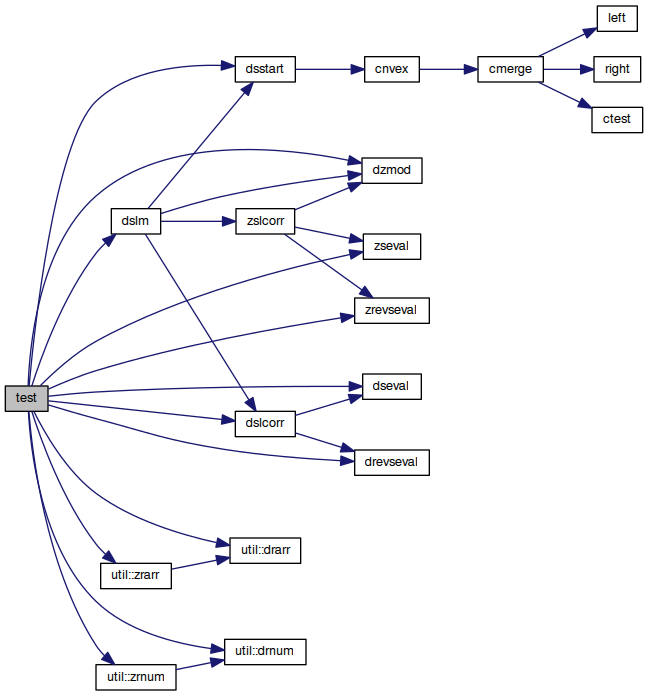 left
dsstart
cnvex
cmerge
right
ctest
dzmod
dslm
zslcorr
zseval
zrevseval
dseval
test
dslcorr
drevseval
util::drarr
util::zrarr
util::drnum
util::zrnum